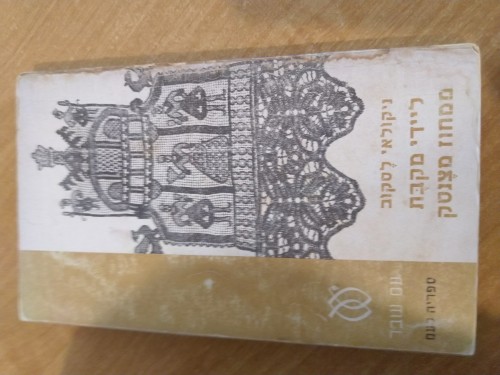 ניקולאי לסקוב
ליידי מקבת
ממחוז מצנסק
עם עובד
ספריה לעם